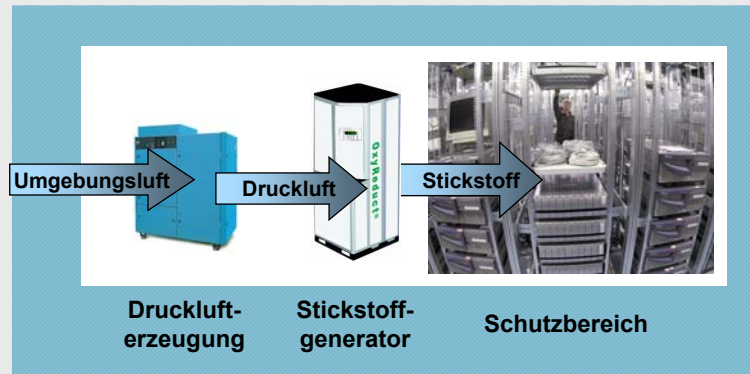 Umgebungsluft
Druckluft
OxyReduct®
Stickstoff
Druckluft-
erzeugung
Stickstoff-
generator
Schutzbereich